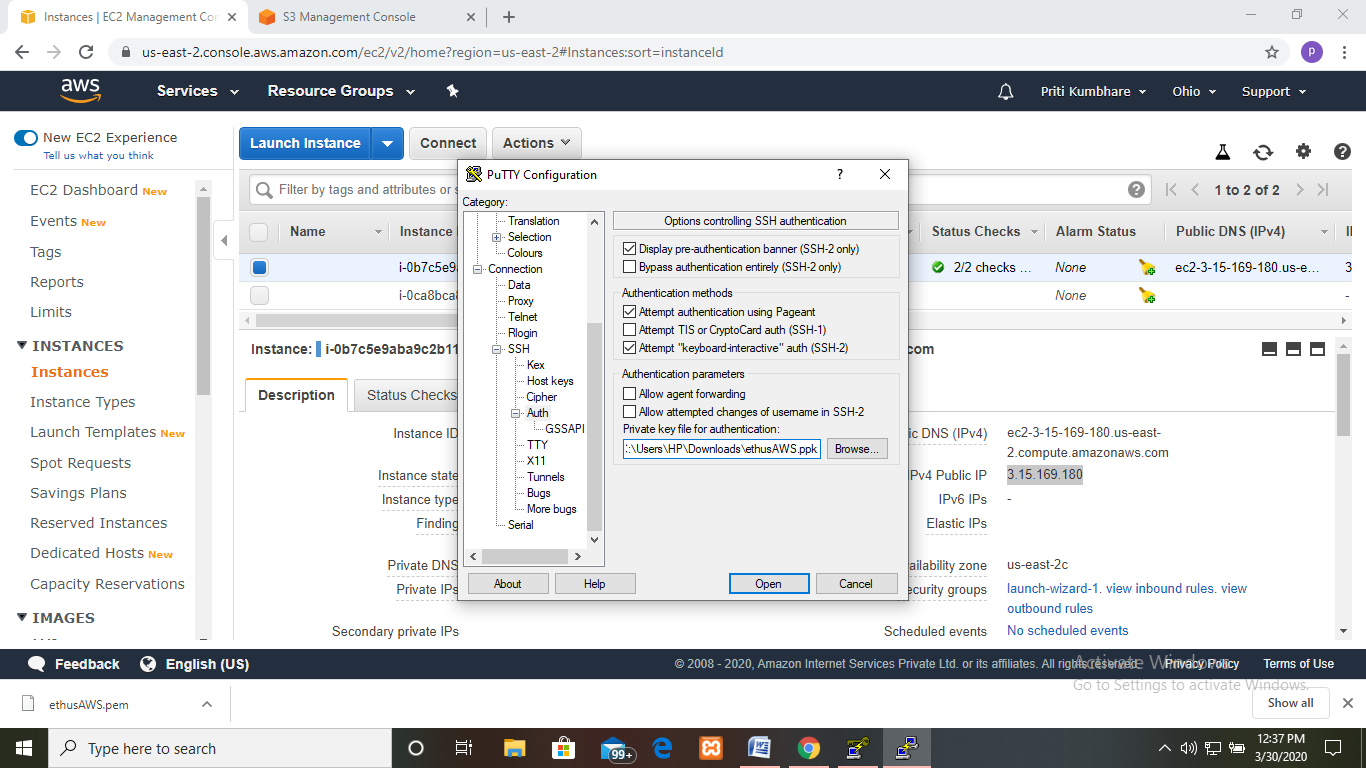 Instances | EC2 Management Con
S3 Management Console
us-east-2.console.aws.amazon.com/ec2/v2/home?region=us-east-2#Instances:sort=instanceId
P
aws
Services
Resource Groups
Priti Kumbhare
Ohio
Support
New EC2 Experience
Tell us what you think
EC2 Dashboard New
Events New
Tags
Reports
Limits
INSTANCES
Instances
Instance Types
Launch Templates New
Spot Requests
Savings Plans
Reserved Instances
Dedicated Hosts New
Capacity Reservations
IMAGES
Launch Instance
Connect
Actions
Filter by tags and attributes or s
1 to 2 of 2
Name
Instance
Status Checks
Alarm Status
Public DNS (IPv4)
i-0b7c5e9a
2/2 checks ...
None
ec2-3-15-169-180.us-e...
3
i-0ca8bca8
None
-
Instance:
i-0b7c5e9aba9c2b11
com
Description
Status Checks
Instance ID
Instance state
Instance type
Finding
Private DNS
Private IPs
Secondary private IPs
ic DNS (IPv4)
ec2-3-15-169-180.us-east-
2.compute.amazonaws.com
IPv4 Public IP
3.15.169.180
IPv6 IPs
-
Elastic IPs
ailability zone
us-east-2c
ecurity groups
launch-wizard-1. view inbound rules. view
outbound rules
Scheduled events
No scheduled events
PuTTY Configuration
?
Category:
Translation
Selection
Colours
Connection
Data
Proxy
Telnet
Rlogin
SSH
Kex
Host keys
Cipher
Auth
GSSAPI
TTY
X11
Tunnels
Bugs
More bugs
Serial
Options controlling SSH authentication
Display pre-authentication banner (SSH-2 only)
Bypass authentication entirely (SSH-2 only)
Authentication methods
Attempt authentication using Pageant
Attempt TIS or CryptoCard auth (SSH-1)
Attempt "keyboard-interactive" auth (SSH-2)
Authentication parameters
Allow agent forwarding
Allow attempted changes of username in SSH-2
Private key file for authentication:
:\Users\HP\Downloads\ethusAWS.ppk
Browse...
About
Help
Open
Cancel
Feedback
English (US)
© 2008 - 2020, Amazon Internet Services Private Ltd. or its affiliates. All rights reserved.
Privacy Policy
Terms of Use
Activate Windows
Go to Settings to activate Windows.
ethusAWS.pem
Show all
Type here to search
99+
12:37 PM
3/30/2020